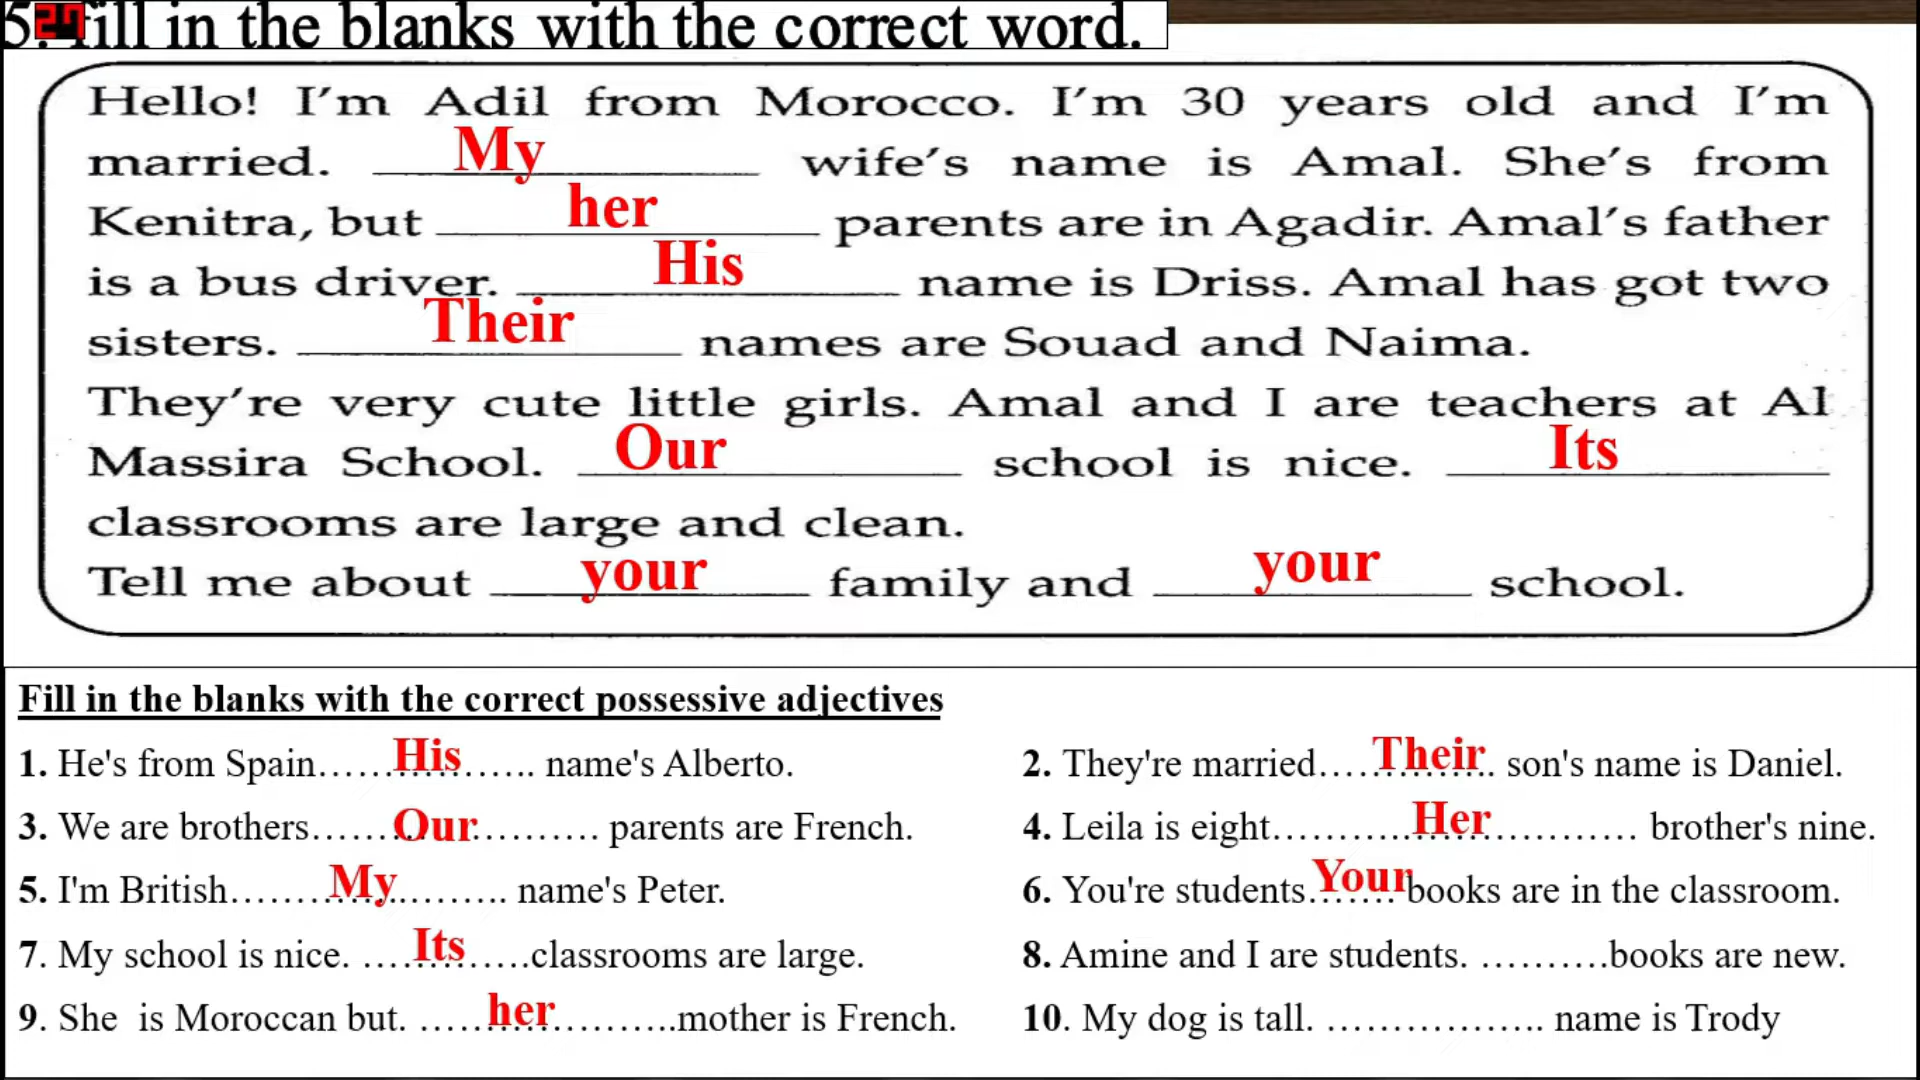 5. fill in the blanks with the correct word.
27
Hello! I'm Adil from Morocco. I'm 30 years old and I'm
married. My wife's name is Amal. She's from
Kenitra, but her parents are in Agadir. Amal's father
is a bus driver. His name is Driss. Amal has got two
sisters. Their names are Souad and Naima.
They're very cute little girls. Amal and I are teachers at Al
Massira School. Our school is nice. Its
classrooms are large and clean.
Tell me about your family and your school.
Fill in the blanks with the correct possessive adjectives
1. He's from Spain……His…….. name's Alberto.
2. They're married….Their….. son's name is Daniel.
3. We are brothers……Our………. parents are French.
4. Leila is eight……….Her………… brother's nine.
5. I'm British………My…….. name's Peter.
6. You're students.Your books are in the classroom.
7. My school is nice. ….Its…….classrooms are large.
8. Amine and I are students. ……….books are new.
9. She is Moroccan but. ……her………..mother is French.
10. My dog is tall. …………….. name is Trody